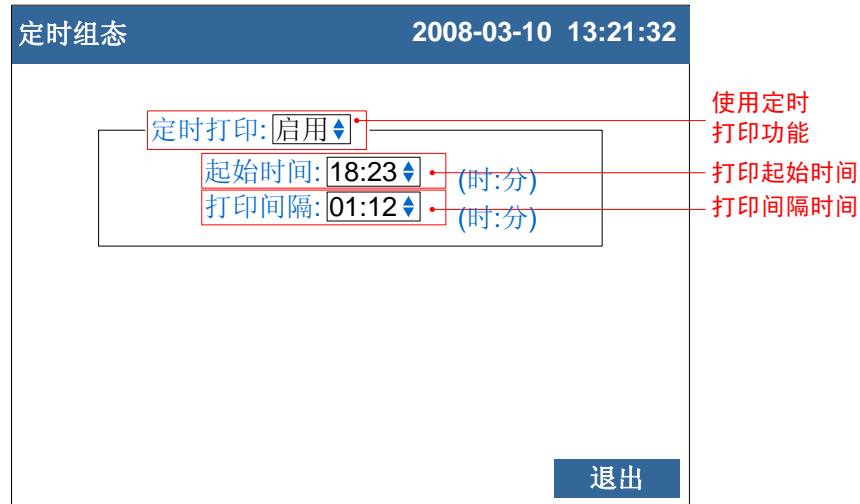 定时组态 2008-03-10 13:21:32
使用定时
打印功能
定时打印: 启用
起始时间: 18:23 (时:分) 打印起始时间
打印间隔: 01:12 (时:分) 打印间隔时间
退出